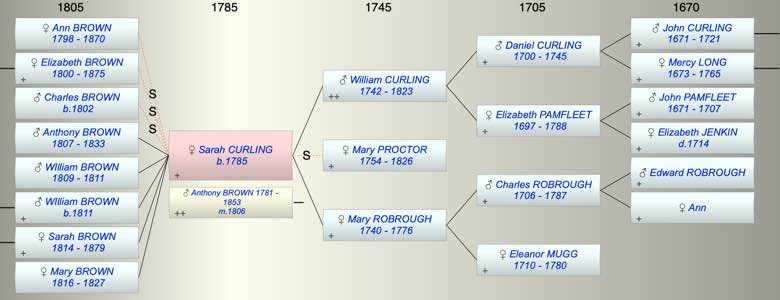 1805
1785
1745
1705
1670
♀ Ann BROWN
1798 - 1870
♀ Elizabeth BROWN
1800 - 1875
+
♂ Charles BROWN
b.1802
♂ Anthony BROWN
1807 - 1833
♂ WIlliam BROWN
1809 - 1811
♂ WIlliam BROWN
b.1811
+
♀ Sarah BROWN
1814 - 1879
+
♀ Mary BROWN
1816 - 1827
S
S
S
♀ Sarah CURLING
b.1785
+
♂ Anthony BROWN 1781 -
1853
m.1806
++
♂ William CURLING
1742 - 1823
++
S
♀ Mary PROCTOR
1754 - 1826
+
♀ Mary ROBROUGH
1740 - 1776
+
♂ Daniel CURLING
1700 - 1745
+
♀ Elizabeth PAMFLEET
1697 - 1788
+
♂ Charles ROBROUGH
1706 - 1787
+
♀ Eleanor MUGG
1710 - 1780
+
♂ John CURLING
1671 - 1721
+
♀ Mercy LONG
1673 - 1765
+
♂ John PAMFLEET
1671 - 1707
+
♀ Elizabeth JENKIN
d.1714
+
♂ Edward ROBROUGH
+
♀ Ann
+